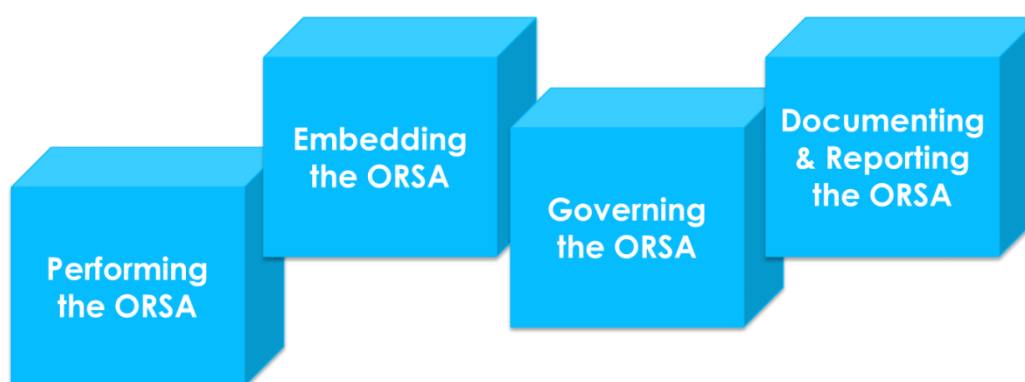 Performing
the ORSA
Embedding
the ORSA
Governing
the ORSA
Documenting
& Reporting
the ORSA